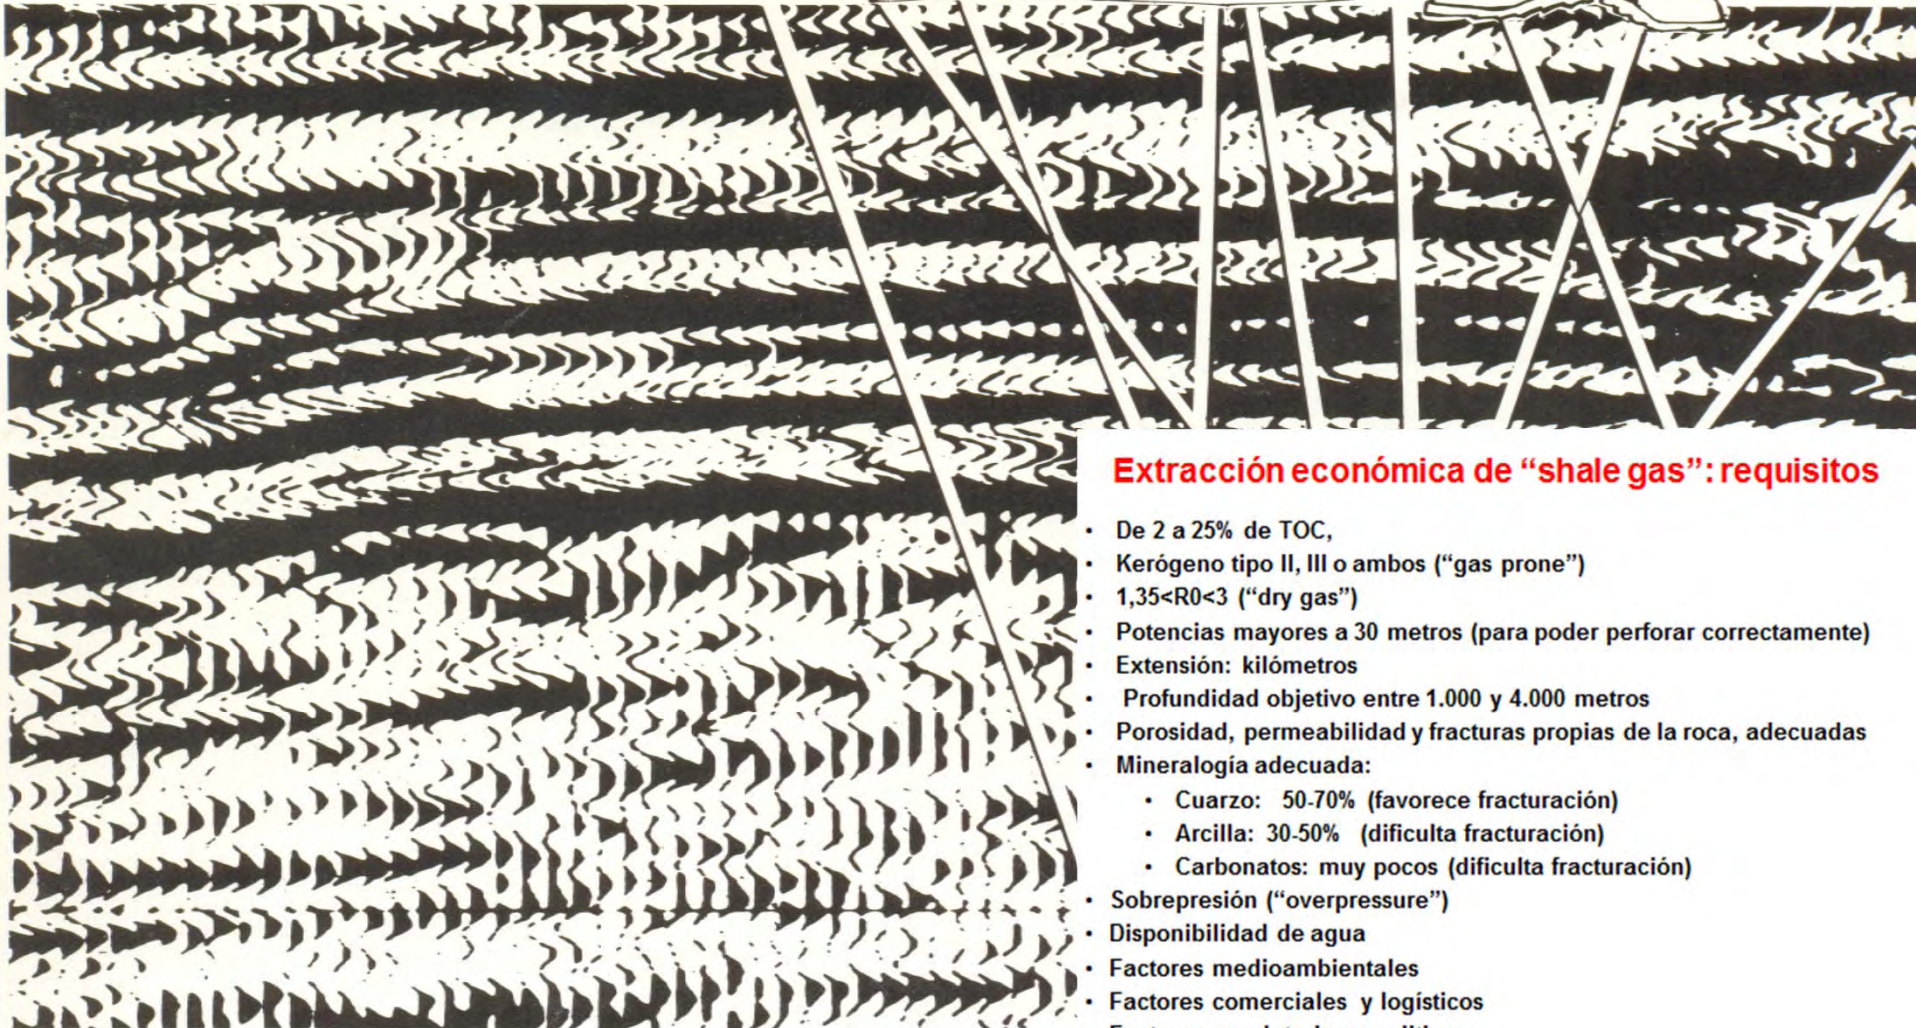 Extracción económica de “shale gas”: requisitos
• De 2 a 25% de TOC,
• Kerógeno tipo II, III o ambos (“gas prone”)
• 1,35<R0<3 (“dry gas”)
• Potencias mayores a 30 metros (para poder perforar correctamente)
• Extensión: kilómetros
• Profundidad objetivo entre 1.000 y 4.000 metros
• Porosidad, permeabilidad y fracturas propias de la roca, adecuadas
• Mineralogía adecuada:
• Cuarzo: 50-70% (favorece fracturación)
• Arcilla: 30-50% (dificulta fracturación)
• Carbonatos: muy pocos (dificulta fracturación)
• Sobrepresión (“overpressure”)
• Disponibilidad de agua
• Factores medioambientales
• Factores comerciales y logísticos